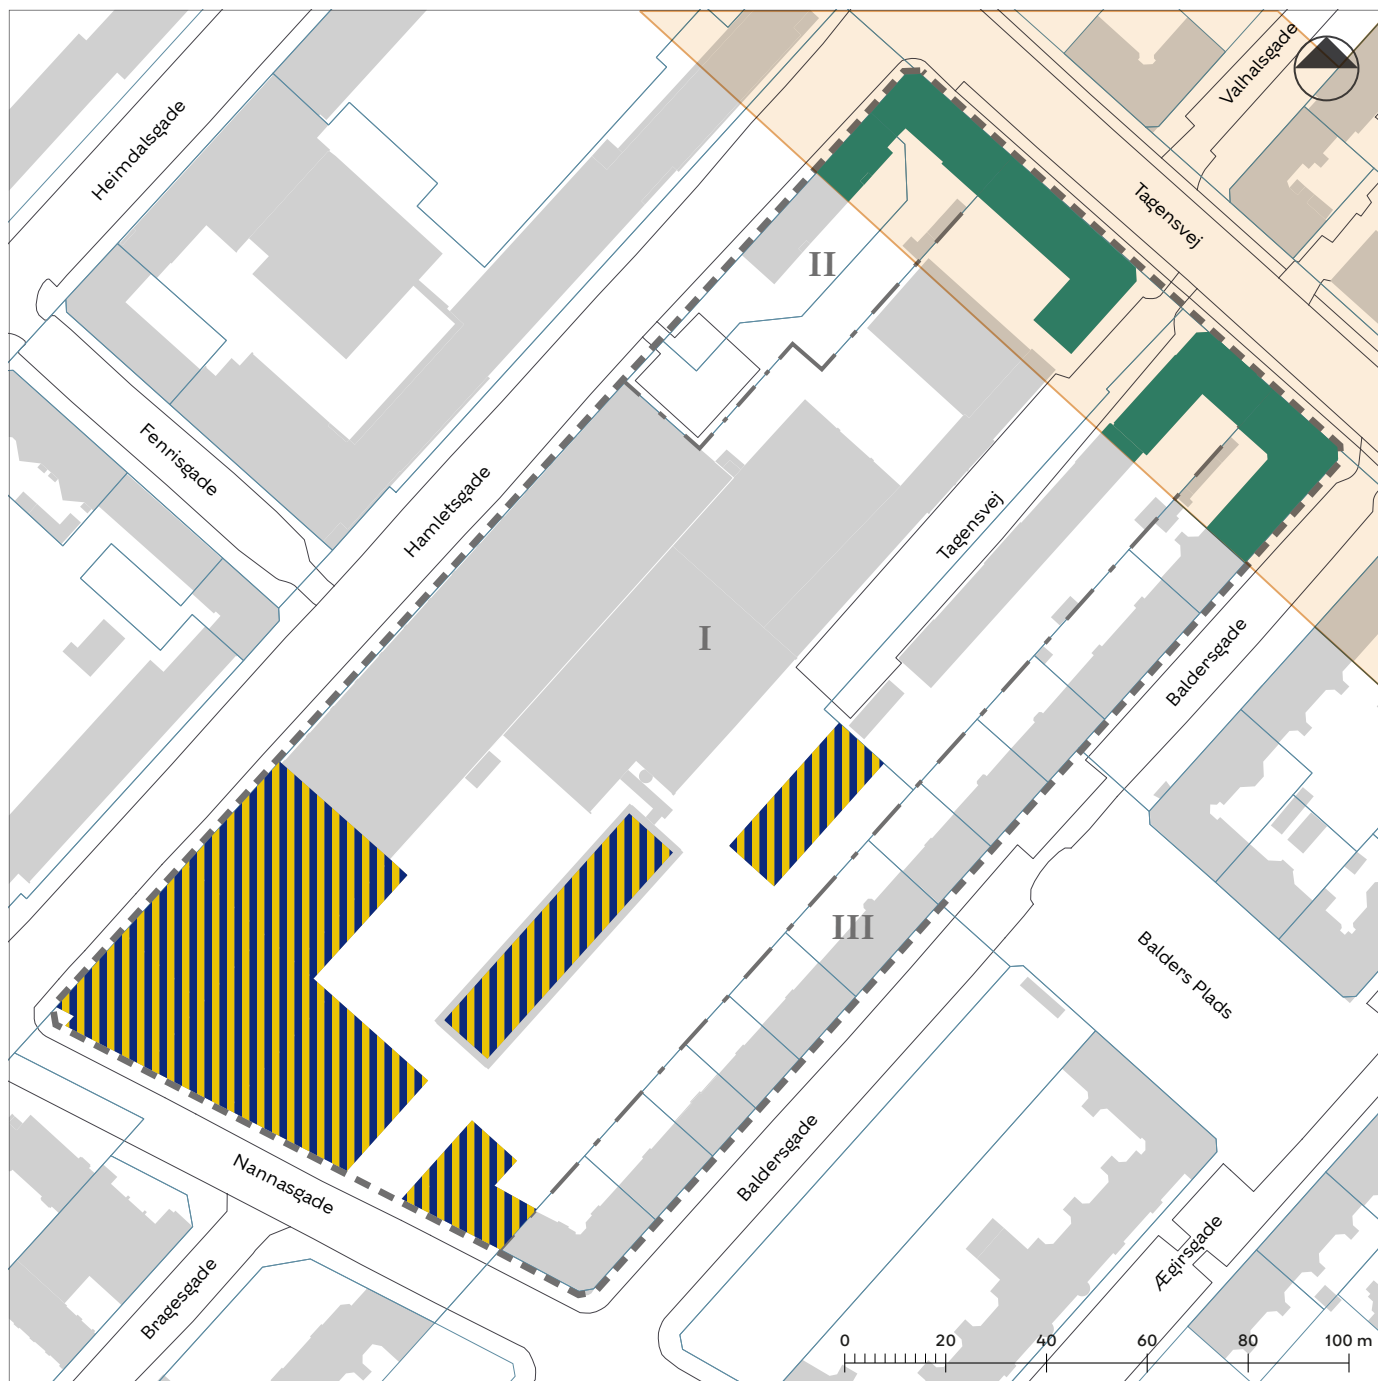 Valhalsgade
Heimdalsgade
Tagensvej
II
Fenrisgade
Hamletsgade
Tagensvej
I
Baldersgade
III
Balders Plads
Baldersgade
Nannasgade
Ægirsgade
Bragesgade
0 20 40 60 80 100 m